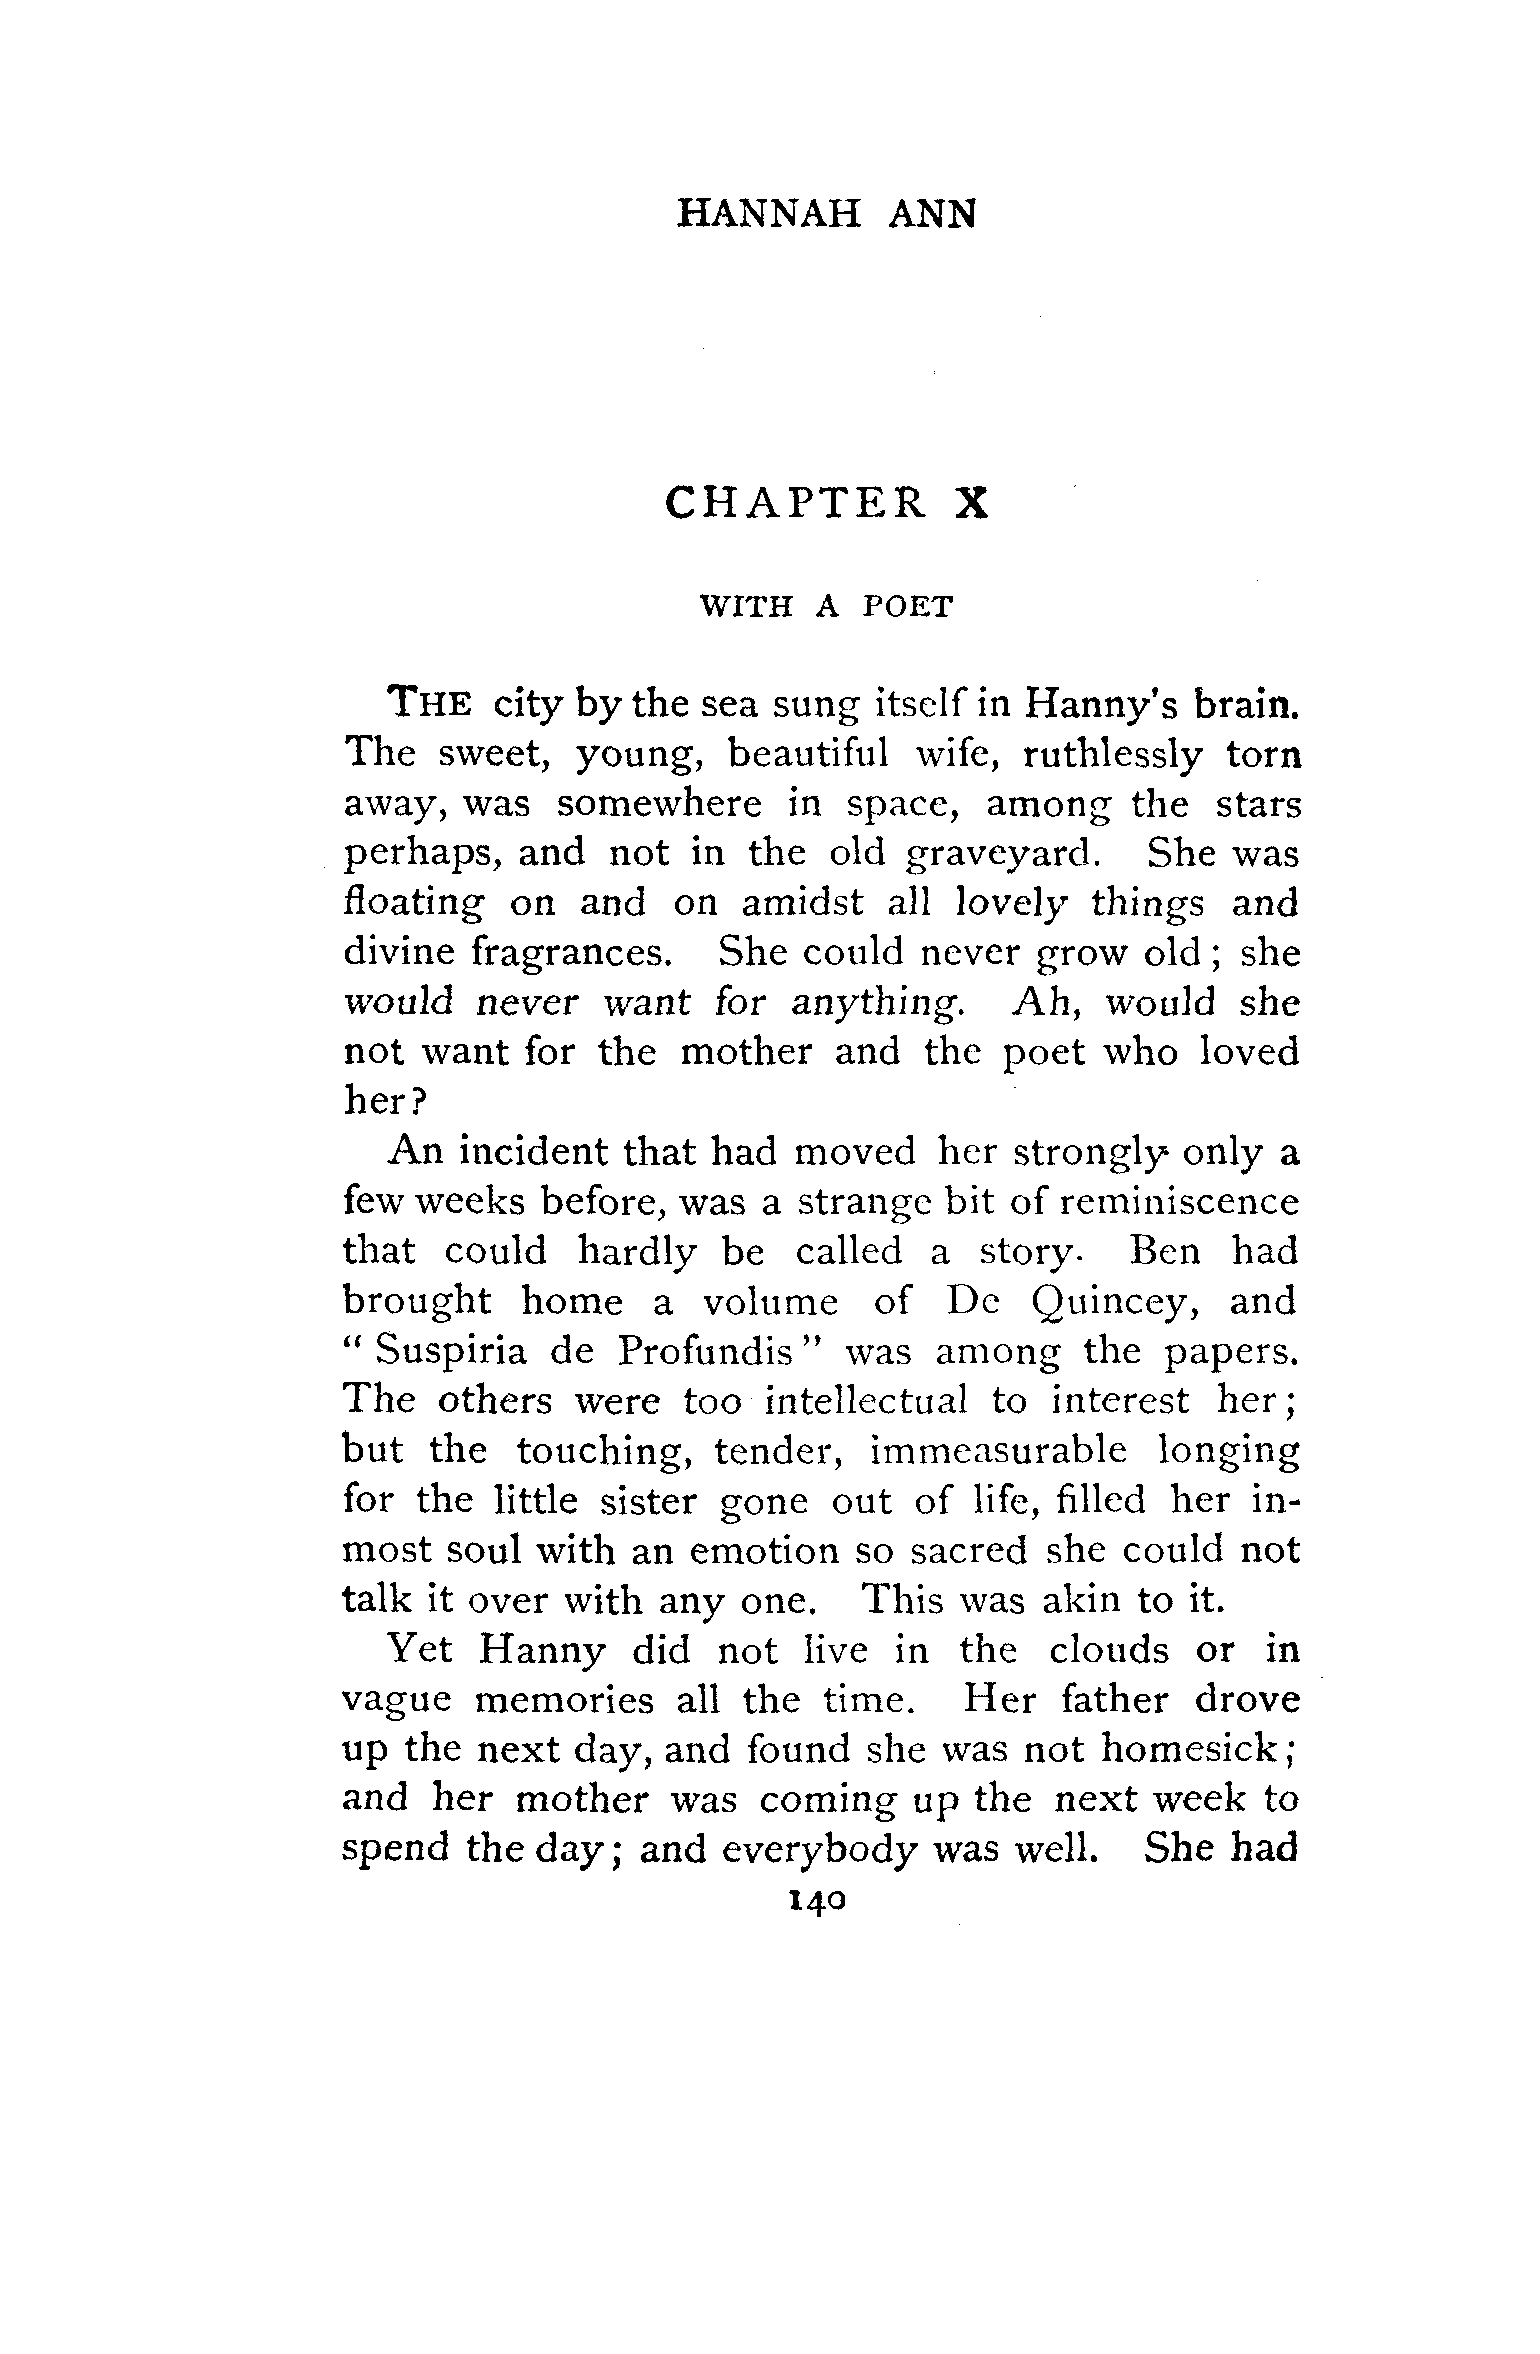 HANNAH ANN
CHAPTER X
WITH A POET
THE city by the sea sung itself in Hanny's brain.
The sweet, young, beautiful wife, ruthlessly torn
away, was somewhere in space, among the stars
perhaps, and not in the old graveyard. She was
floating on and on amidst all lovely things and
divine fragrances. She could never grow old; she
would never want for anything. Ah, would she
not want for the mother and the poet who loved
her?
An incident that had moved her strongly only a
few weeks before, was a strange bit of reminiscence
that could hardly be called a story. Ben had
brought home a volume of De Quincey, and
"Suspiria de Profundis" was among the papers.
The others were too intellectual to interest her;
but the touching, tender, immeasurable longing
for the little sister gone out of life, filled her in-
most soul with an emotion so sacred she could not
talk it over with any one. This was akin to it.
Yet Hanny did not live in the clouds or in
vague memories all the time. Her father drove
up the next day, and found she was not homesick;
and her mother was coming up the next week to
spend the day; and everybody was well. She had
140